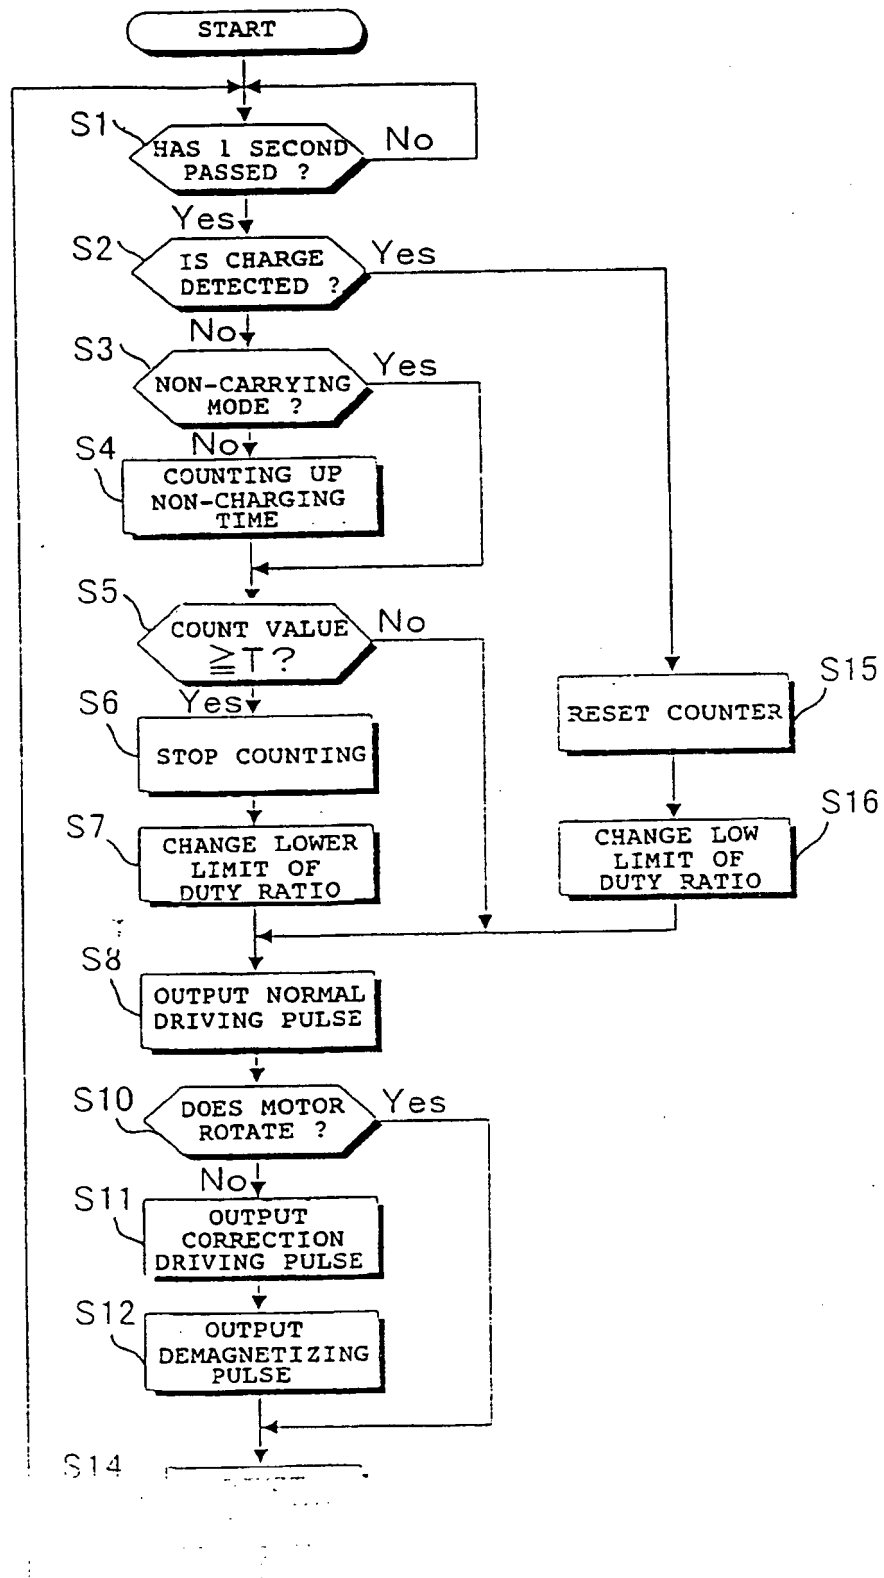 START
S1
HAS 1 SECOND
PASSED ?
No
Yes
S2
IS CHARGE
DETECTED ?
Yes
No
S3
NON-CARRYING
MODE ?
Yes
No
S4
COUNTING UP
NON-CHARGING
TIME
S5
COUNT VALUE
≧T?
No
Yes
S6
STOP COUNTING
S15
RESET COUNTER
S7
CHANGE LOWER
LIMIT OF
DUTY RATIO
S16
CHANGE LOW
LIMIT OF
DUTY RATIO
S8
OUTPUT NORMAL
DRIVING PULSE
S10
DOES MOTOR
ROTATE ?
Yes
No
S11
OUTPUT
CORRECTION
DRIVING PULSE
S12
OUTPUT
DEMAGNETIZING
PULSE
S14